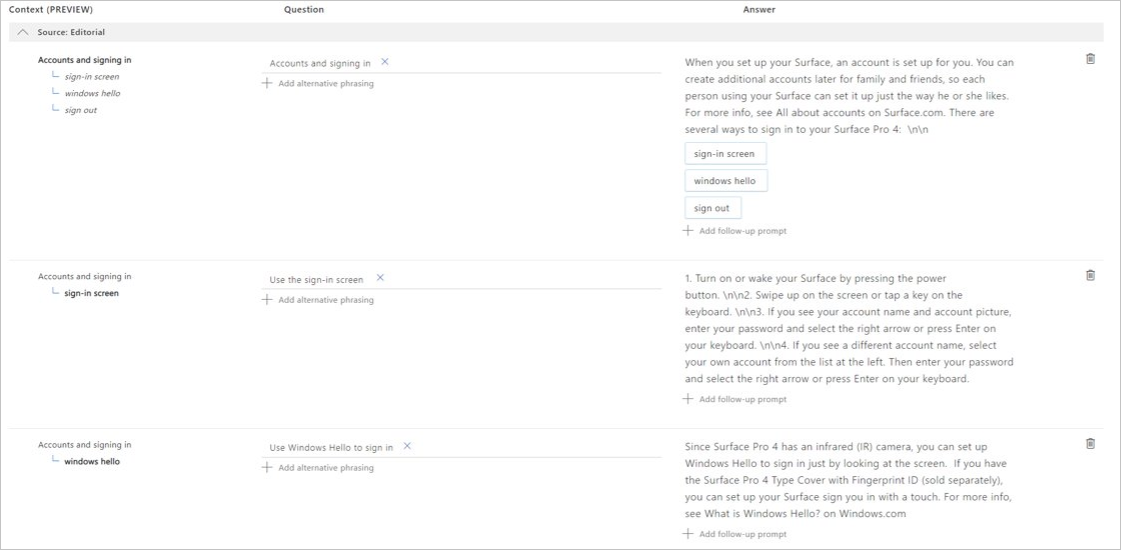 Context (PREVIEW) Question Answer
Source: Editorial
Accounts and signing in
sign-in screen
windows hello
sign out
Accounts and signing in
Add alternative phrasing
When you set up your Surface, an account is set up for you. You can
create additional accounts later for family and friends, so each
person using your Surface can set it up just the way he or she likes.
For more info, see All about accounts on Surface.com. There are
several ways to sign in to your Surface Pro 4:  \n\n
sign-in screen
windows hello
sign out
Add follow-up prompt
Accounts and signing in
sign-in screen
Use the sign-in screen
Add alternative phrasing
1. Turn on or wake your Surface by pressing the power
button. \n\n2. Swipe up on the screen or tap a key on the
keyboard. \n\n3. If you see your account name and account picture,
enter your password and select the right arrow or press Enter on
your keyboard. \n\n4. If you see a different account name, select
your own account from the list at the left. Then enter your password
and select the right arrow or press Enter on your keyboard.
Add follow-up prompt
Accounts and signing in
windows hello
Use Windows Hello to sign in
Add alternative phrasing
Since Surface Pro 4 has an infrared (IR) camera, you can set up
Windows Hello to sign in just by looking at the screen.  If you have
the Surface Pro 4 Type Cover with Fingerprint ID (sold separately),
you can set up your Surface sign you in with a touch. For more info,
see What is Windows Hello? on Windows.com
Add follow-up prompt